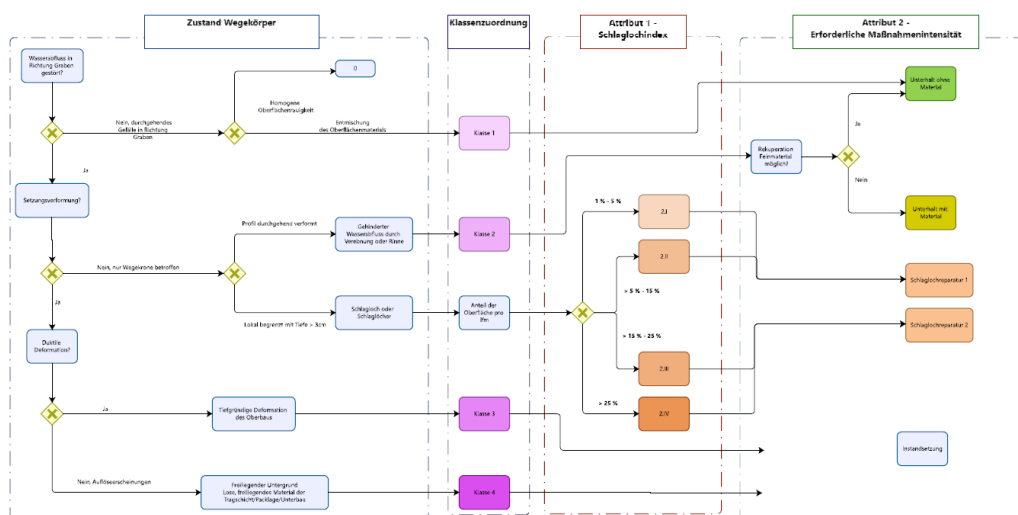 Zustand Wegekörper
Klassenzuordnung
Attribut 1 -
Schlaglochindex
Attribut 2 -
Erforderliche Maßnahmenintensität
Wasserabfluss in
Richtung Graben
gestört?
0
Homogene
Oberflächenrauigkeit
Nein, durchgehendes
Gefälle in Richtung
Graben
Einmischung
des Oberflächenmaterials
Klasse 1
Unterhalt ohne
Material
Ja
Rekuperation
Feinmaterial
möglich?
Nein
Unterhalt mit
Material
Ja
Setzungsverformung?
Profil durchgehend verformt
Gehinderter
Wasserabfluss durch
Verebnung oder Rinne
Klasse 2
1 % - 5 %
2.I
2.II
> 5 % - 15 %
Nein, nur Wegekrone betroffen
Schlaglochreparatur 1
Ja
Lokal begrenzt mit Tiefe > 3cm
Schlagloch oder
Schlaglöcher
Anteil der
Oberfläche pro
lfm
> 15 % - 25 %
Schlaglochreparatur 2
Duktile
Deformation?
2.III
> 25 %
2.IV
Ja
Tiefgründige Deformation
des Oberbaus
Klasse 3
Instandsetzung
Nein, Auflöseerscheinungen
Freiliegender Untergrund
Lose, freiliegendes Material der
Tragschicht/Packlage/Unterbau
Klasse 4